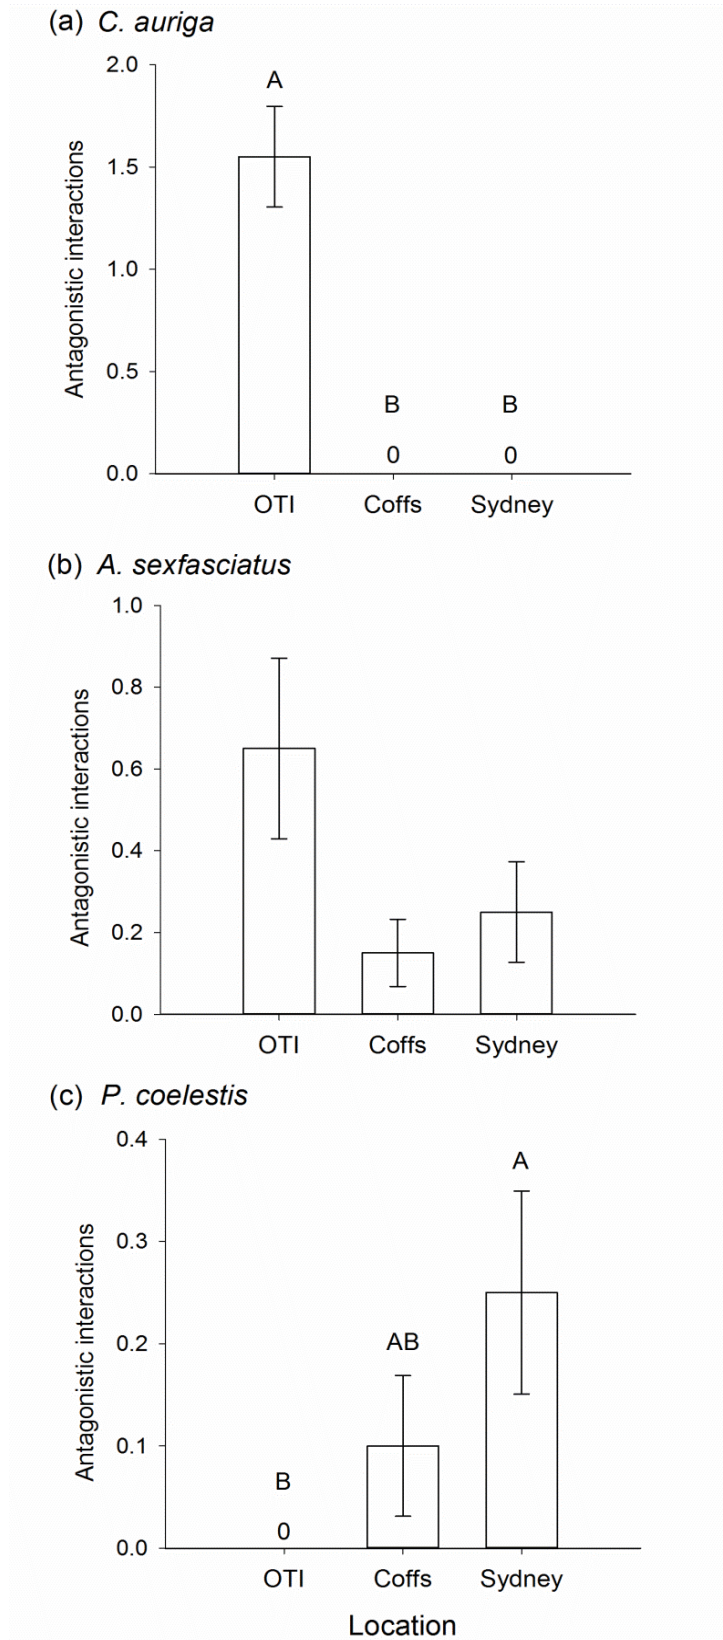 (a) C. auriga
2.0
1.5
1.0
0.5
0.0
Antagonistic interactions
A
B
B
0
0
OTI
Coffs
Sydney
(b) A. sexfasciatus
1.0
0.8
0.6
0.4
0.2
0.0
Antagonistic interactions
OTI
Coffs
Sydney
(c) P. coelestis
0.4
0.3
0.2
0.1
0.0
Antagonistic interactions
A
AB
B
0
OTI
Coffs
Sydney
Location